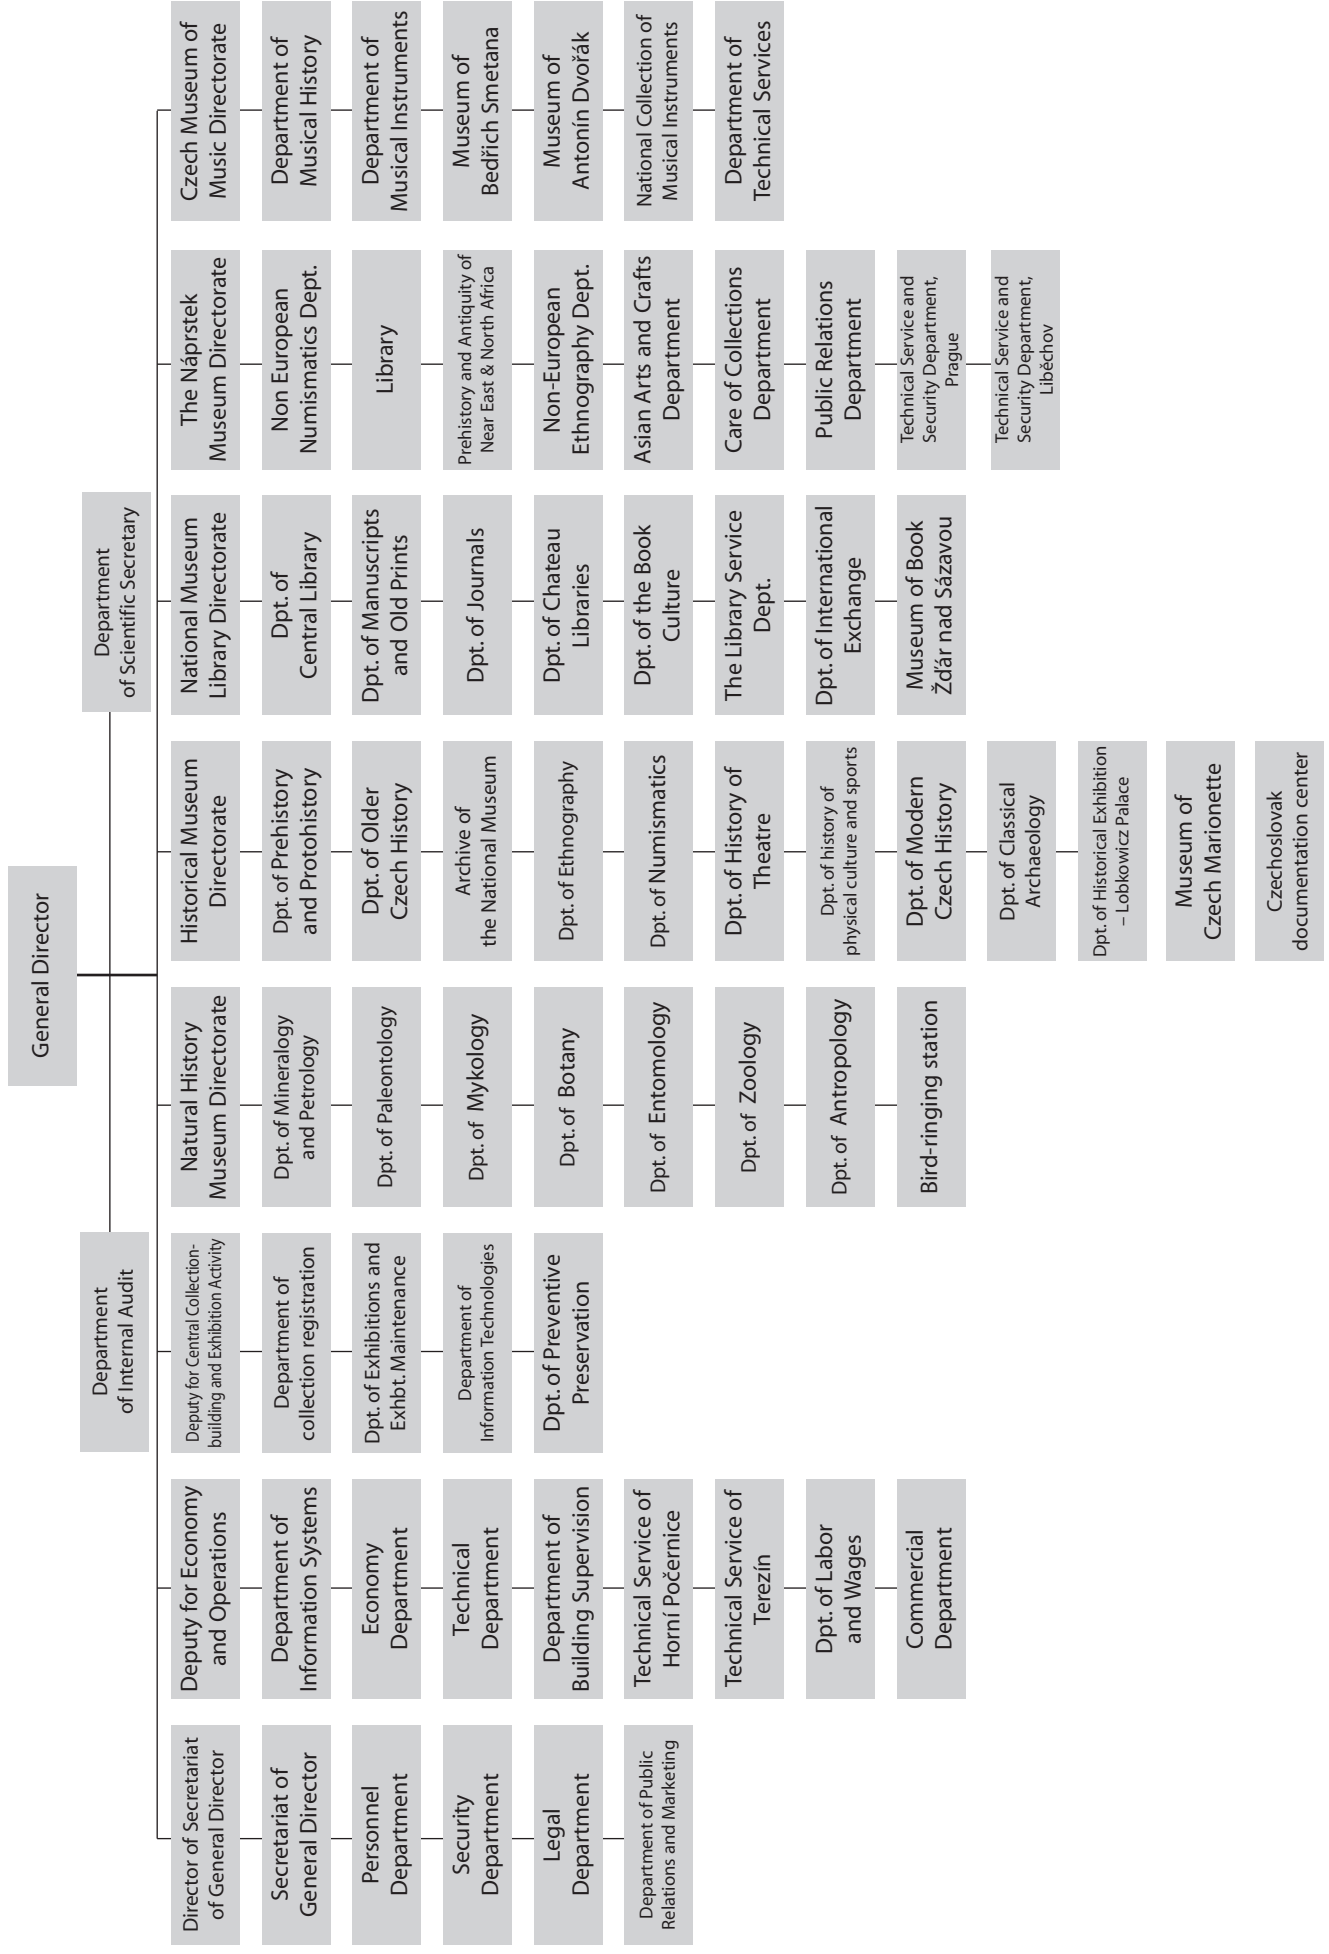 General Director
Department
of Internal Audit
Department
of Scientific Secretary
Director of Secretariat
of General Director
Secretariat of
General Director
Personnel
Department
Security
Department
Legal
Department
Department of Public
Relations and Marketing
Deputy for Economy
and Operations
Department of
Information Systems
Economy
Department
Technical
Department
Department of
Building Supervision
Technical Service of
Horní Počernice
Technical Service of
Terezín
Dpt. of Labor
and Wages
Commercial
Department
Deputy for Central Collection-
building and Exhibition Activity
Department of
collection registration
Dpt. of Exhibitions and
Exhbt. Maintenance
Department of
Information Technologies
Dpt. of Preventive
Preservation
Natural History
Museum Directorate
Dpt. of Mineralogy
and Petrology
Dpt. of Paleontology
Dpt. of Mykology
Dpt. of Botany
Dpt. of Entomology
Dpt. of Zoology
Dpt. of Antropology
Bird-ringing station
Historical Museum
Directorate
Dpt. of Prehistory
and Protohistory
Dpt. of Older
Czech History
Archive of
the National Museum
Dpt. of Ethnography
Dpt. of Numismatics
Dpt. of History of
Theatre
Dpt. of history of
physical culture and sports
Dpt. of Modern
Czech History
Dpt. of Classical
Archaeology
Dpt. of Historical Exhibition
– Lobkowicz Palace
Museum of
Czech Marionette
Czechoslovak
documentation center
National Museum
Library Directorate
Dpt. of
Central Library
Dpt. of Manuscripts
and Old Prints
Dpt. of Journals
Dpt. of Chateau
Libraries
Dpt. of the Book
Culture
The Library Service
Dept.
Dpt. of International
Exchange
Museum of Book
Žďár nad Sázavou
The Náprstek
Museum Directorate
Non European
Numismatics Dept.
Library
Prehistory and Antiquity of
Near East & North Africa
Non-European
Ethnography Dept.
Asian Arts and Crafts
Department
Care of Collections
Department
Public Relations
Department
Technical Service and
Security Department,
Prague
Technical Service and
Security Department,
Liběchov
Czech Museum of
Music Directorate
Department of
Musical History
Department of
Musical Instruments
Museum of
Bedřich Smetana
Museum of
Antonín Dvořák
National Collection of
Musical Instruments
Department of
Technical Services